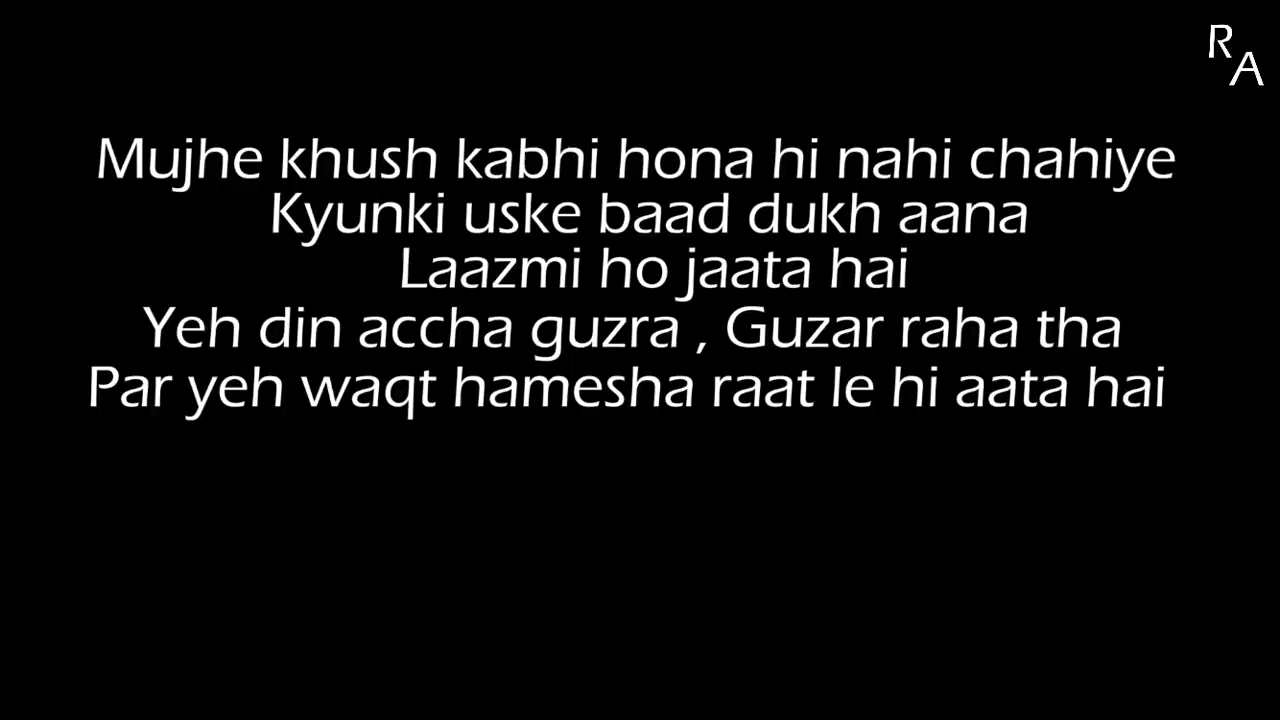 R
A
Mujhe khush kabhi hona hi nahi chahiye
Kyunki uske baad dukh aana
Laazmi ho jaata hai
Yeh din accha guzra , Guzar raha tha
Par yeh waqt hamesha raat le hi aata hai